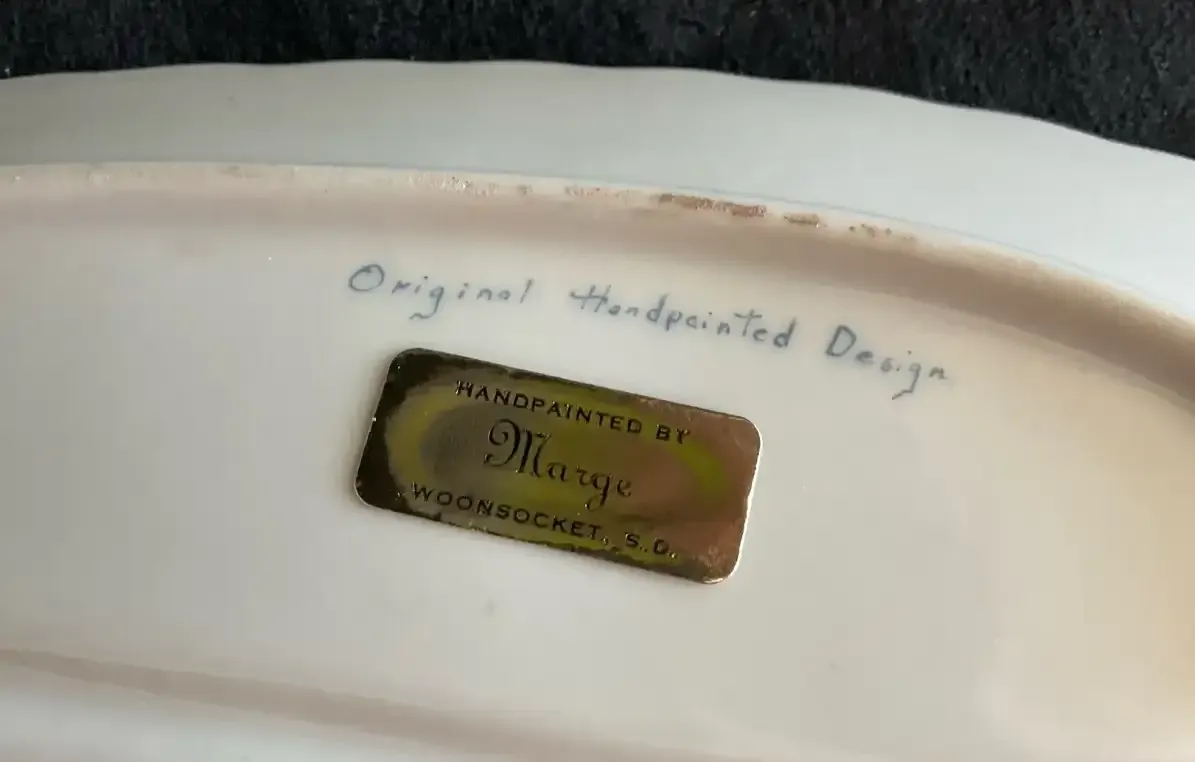 Original Handpainted Design
HANDPAINTED BY
Marge
WOONSOCKET, S.D.